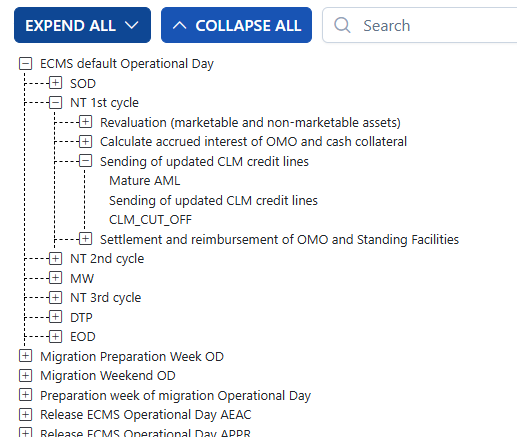 EXPEND ALL
COLLAPSE ALL
Search
ECMS default Operational Day
SOD
NT 1st cycle
Revaluation (marketable and non-marketable assets)
Calculate accrued interest of OMO and cash collateral
Sending of updated CLM credit lines
Mature AML
Sending of updated CLM credit lines
CLM_CUT_OFF
Settlement and reimbursement of OMO and Standing Facilities
NT 2nd cycle
MW
NT 3rd cycle
DTP
EOD
Migration Preparation Week OD
Migration Weekend OD
Preparation week of migration Operational Day
Release ECMS Operational Day AEAC
Release ECMS Operational Day APPR